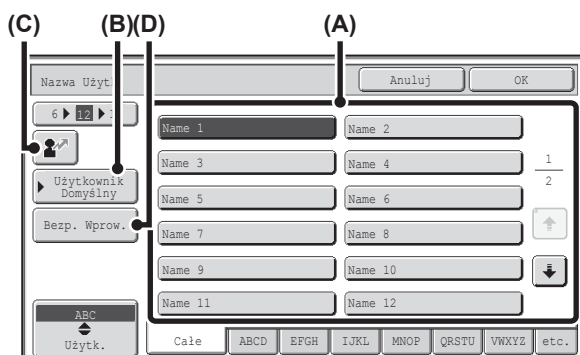 (C) (B)(D) (A)
Nazwa Użyt
Anuluj OK
6 12
Name 1 Name 2
Name 3 Name 4
1
2
Użytkownik
Domyślny
Name 5 Name 6
Bezp. Wprow.
Name 7 Name 8
Name 9 Name 10
Name 11 Name 12
ABC
Użytk.
Całe ABCD EFGH IJKL MNOP QRSTU VWXYZ etc.